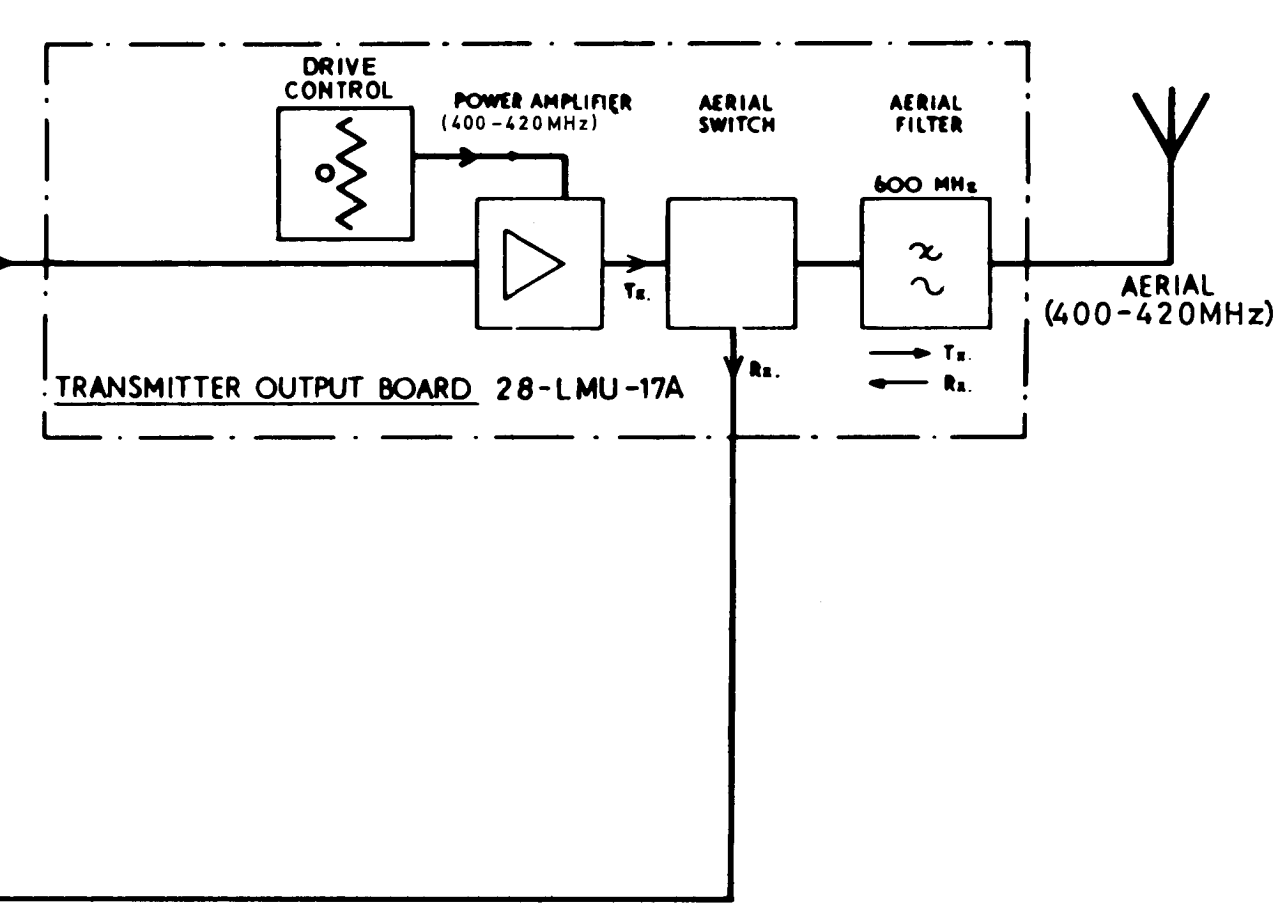 DRIVE
CONTROL
POWER AMPLIFIER
(400-420MHz)
AERIAL
SWITCH
AERIAL
FILTER
600 MHz
Tx.
AERIAL
(400-420MHz)
Rx.
Tx.
Rx.
TRANSMITTER OUTPUT BOARD 28-LMU-17A